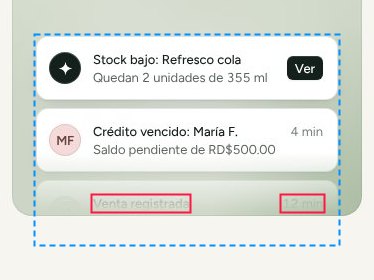 Stock bajo: Refresco cola
Quedan 2 unidades de 355 ml
Ver
MF
Crédito vencido: María F.
4 min
Saldo pendiente de RD$500.00
Venta registrada
12 min